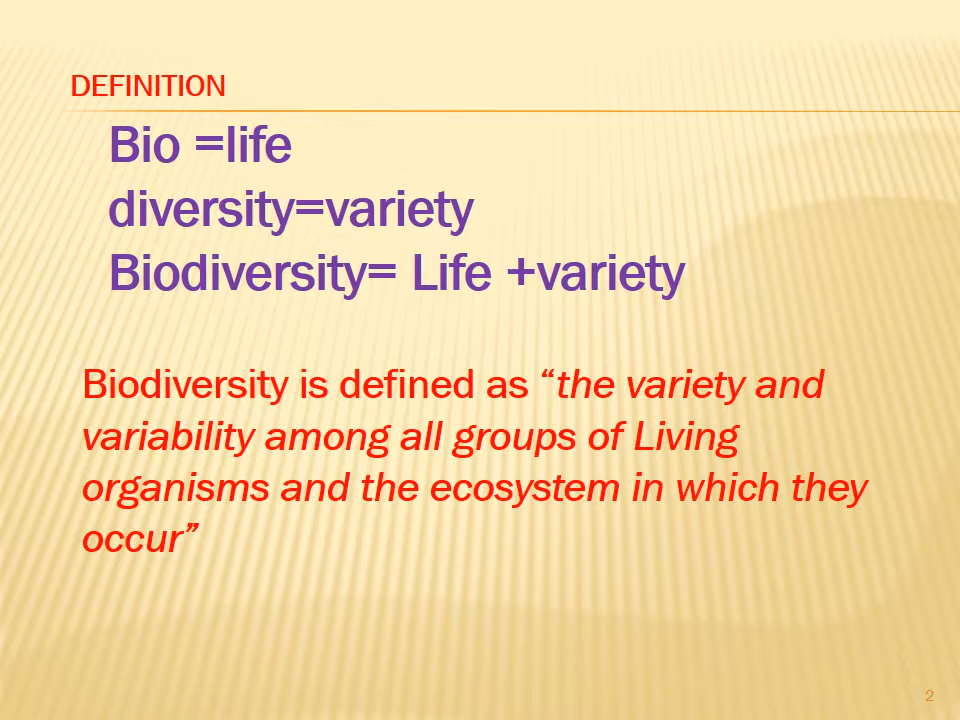 DEFINITION
Bio =life
diversity=variety
Biodiversity= Life +variety
Biodiversity is defined as “the variety and
variability among all groups of Living
organisms and the ecosystem in which they
occur”
2